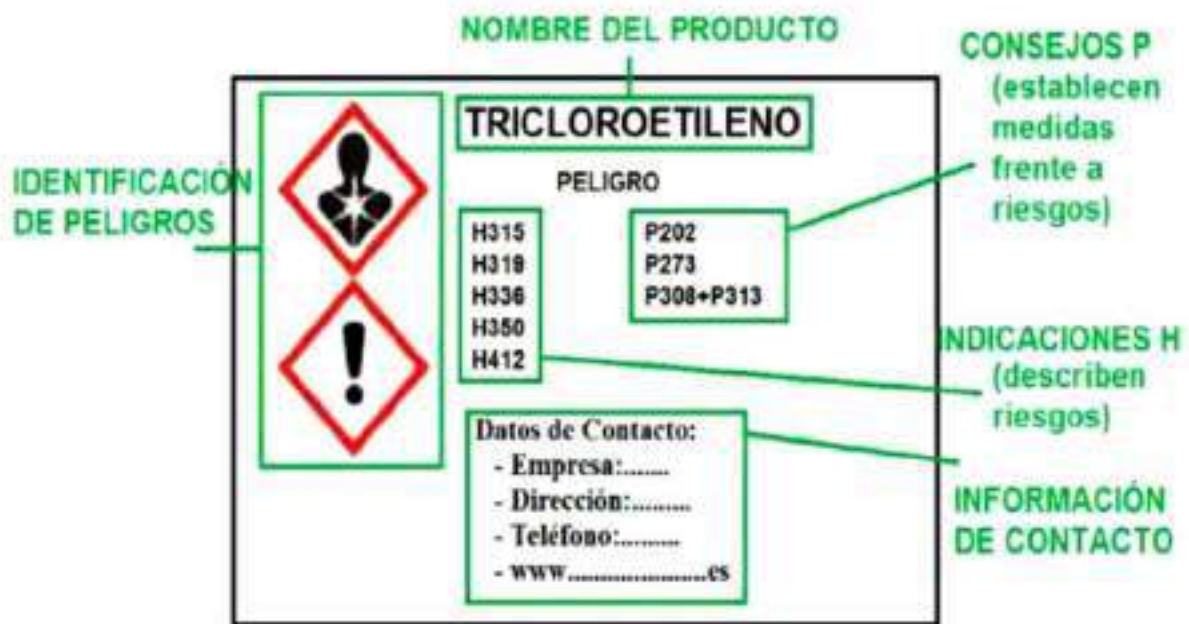 NOMBRE DEL PRODUCTO
CONSEJOS P
(establecen
medidas
frente a
riesgos)
IDENTIFICACIÓN
DE PELIGROS
TRICLOROETILENO
PELIGRO
H315
H319
H336
H350
H412
P202
P273
P308+P313
INDICACIONES H
(describen
riesgos)
Datos de Contacto:
- Empresa:.......
- Dirección:.........
- Teléfono:.........
- www......................es
INFORMACIÓN
DE CONTACTO